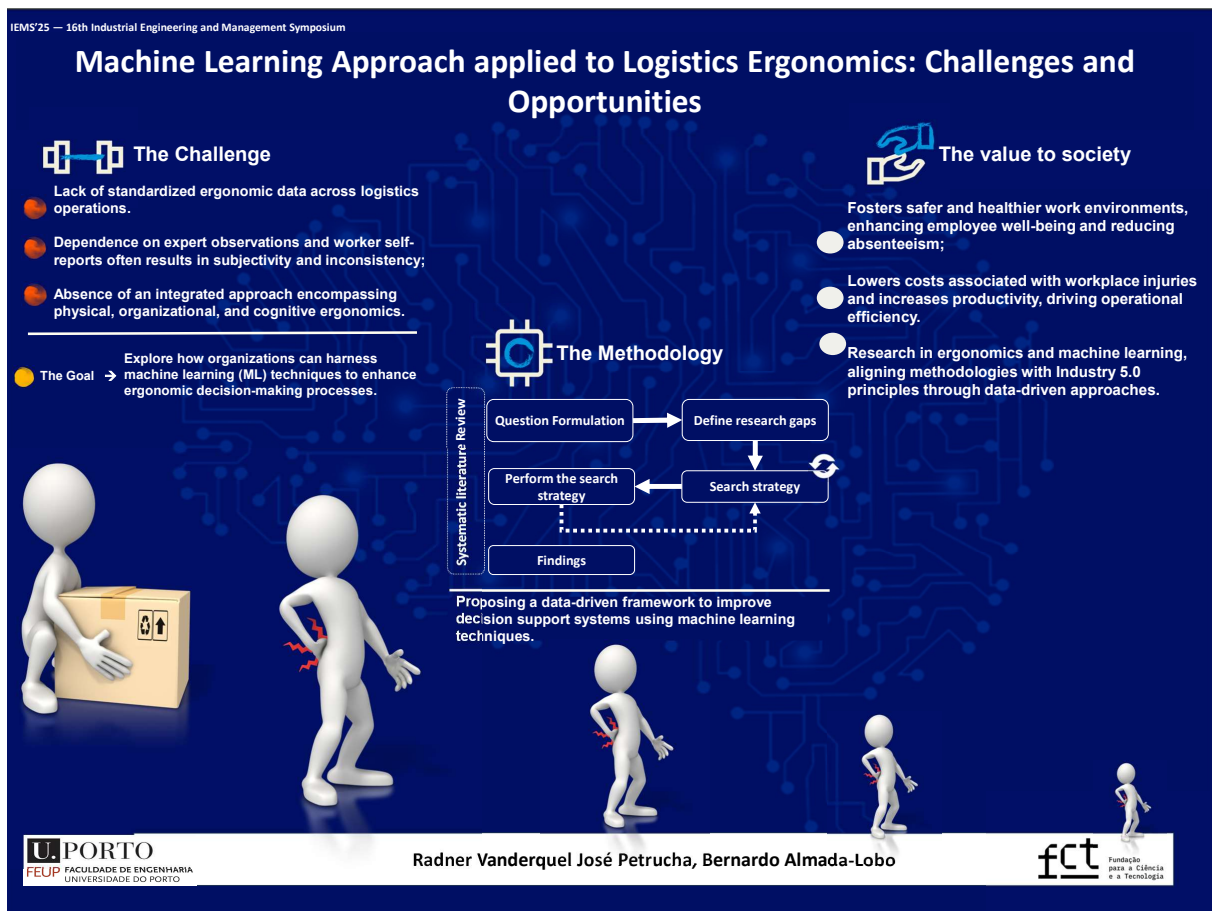 IEMS'25 — 16th Industrial Engineering and Management Symposium
Machine Learning Approach applied to Logistics Ergonomics: Challenges and
Opportunities
The Challenge
Lack of standardized ergonomic data across logistics
operations.
Dependence on expert observations and worker self-
reports often results in subjectivity and inconsistency;
Absence of an integrated approach encompassing
physical, organizational, and cognitive ergonomics.
The Goal
Explore how organizations can harness
machine learning (ML) techniques to enhance
ergonomic decision-making processes.
The Methodology
Systematic literature Review
Question Formulation
Define research gaps
Perform the search
strategy
Search strategy
Findings
Proposing a data-driven framework to improve
decision support systems using machine learning
techniques.
The value to society
Fosters safer and healthier work environments,
enhancing employee well-being and reducing
absenteeism;
Lowers costs associated with workplace injuries
and increases productivity, driving operational
efficiency.
Research in ergonomics and machine learning,
aligning methodologies with Industry 5.0
principles through data-driven approaches.
U. PORTO
FEUP FACULDADE DE ENGENHARIA
UNIVERSIDADE DO PORTO
Radner Vanderquel José Petrucha, Bernardo Almada-Lobo
fct
Fundação
para a Ciência
e a Tecnologia